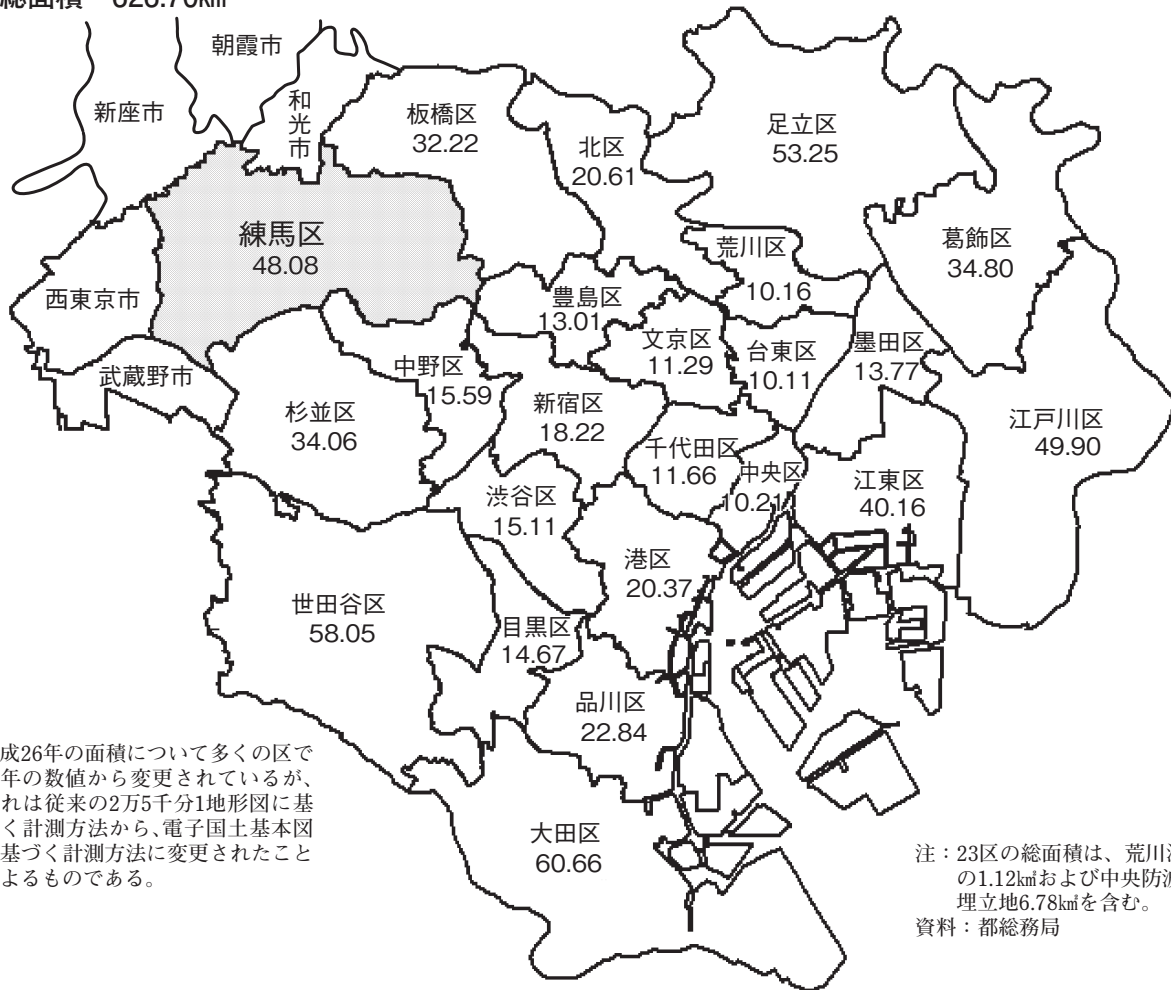 総面積 626.70㎢
朝霞市
新座市
和光市
板橋区
32.22
北区
20.61
足立区
53.25
練馬区
48.08
荒川区
10.16
葛飾区
34.80
西東京市
豊島区
13.01
文京区
11.29
台東区
10.11
墨田区
13.77
武蔵野市
中野区
15.59
杉並区
34.06
新宿区
18.22
千代田区
11.66
中央区
10.21
江東区
40.16
江戸川区
49.90
渋谷区
15.11
港区
20.37
世田谷区
58.05
目黒区
14.67
品川区
22.84
大田区
60.66
成26年の面積について多くの区で
年の数値から変更されているが、
れは従来の2万5千分1地形図に基
く計測方法から、電子国土基本図
基づく計測方法に変更されたこと
よるものである。
注：23区の総面積は、荒川
の1.12㎢および中央防
埋立地6.78㎢を含む。
資料：都総務局